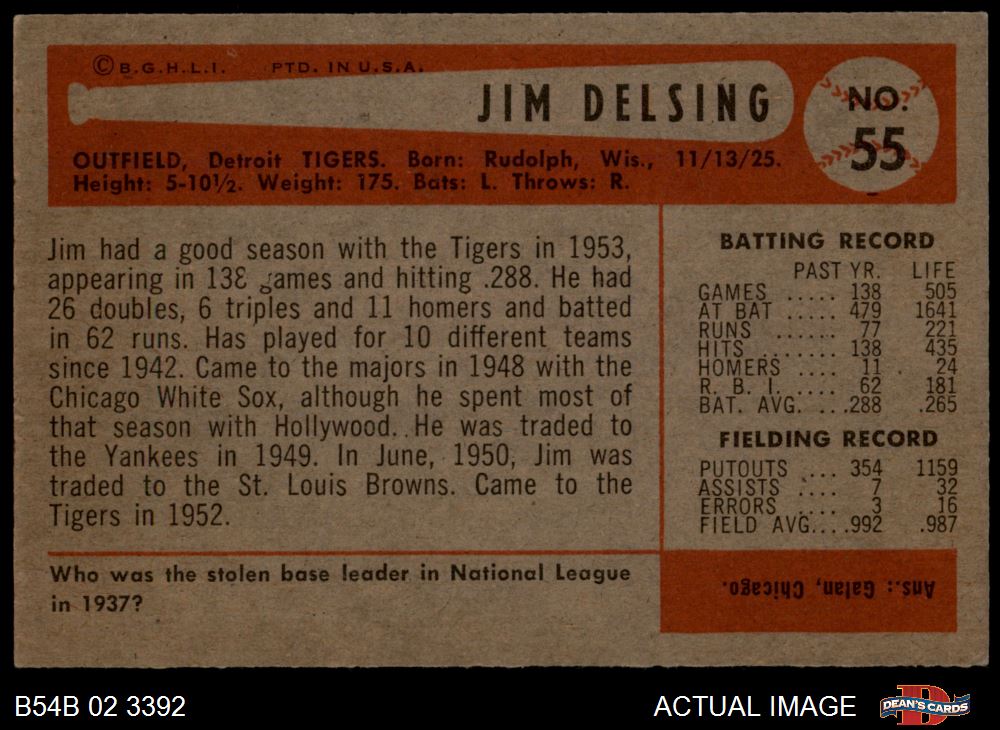 © B.G.H.L.I. PTD. IN U.S.A.
JIM DELSING
NO.
55
OUTFIELD, Detroit TIGERS. Born: Rudolph, Wis., 11/13/25.
Height: 5-10½. Weight: 175. Bats: L. Throws: R.
Jim had a good season with the Tigers in 1953,
appearing in 138 games and hitting .288. He had
26 doubles, 6 triples and 11 homers and batted
in 62 runs. Has played for 10 different teams
since 1942. Came to the majors in 1948 with the
Chicago White Sox, although he spent most of
that season with Hollywood. He was traded to
the Yankees in 1949. In June, 1950, Jim was
traded to the St. Louis Browns. Came to the
Tigers in 1952.
BATTING RECORD
PAST YR. LIFE
GAMES ..... 138 505
AT BAT ..... 479 1641
RUNS ...... 77 221
HITS ........ 138 435
HOMERS .... 11 24
R. B. I. ..... 62 181
BAT. AVG. ...288 .265
FIELDING RECORD
PUTOUTS ... 354 1159
ASSISTS .... 7 32
ERRORS .... 3 16
FIELD AVG....992 .987
Who was the stolen base leader in National League
in 1937?
Ans.: Galan, Chicago.
B54B 02 3392
ACTUAL IMAGE
D
DEAN'S CARDS